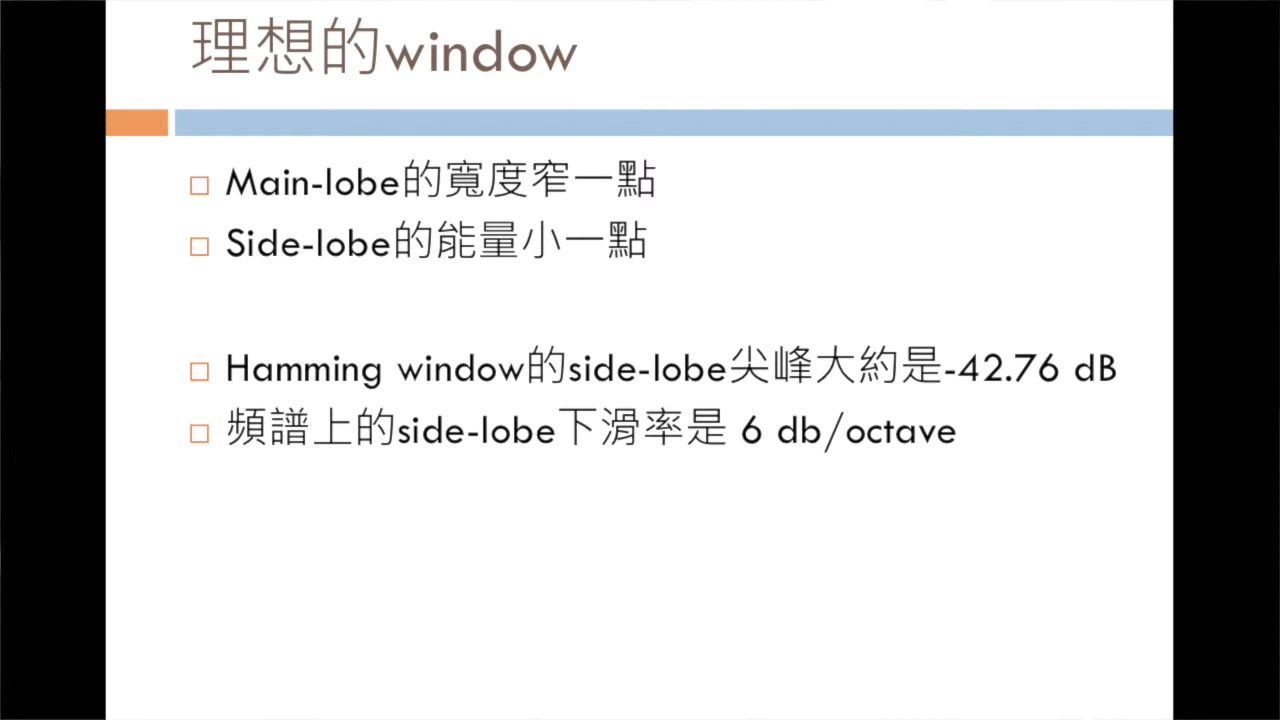 理想的window
Main-lobe的寬度窄一點
Side-lobe的能量小一點
Hamming window的side-lobe尖峰大約是-42.76 dB
頻譜上的side-lobe下滑率是 6 db/octave